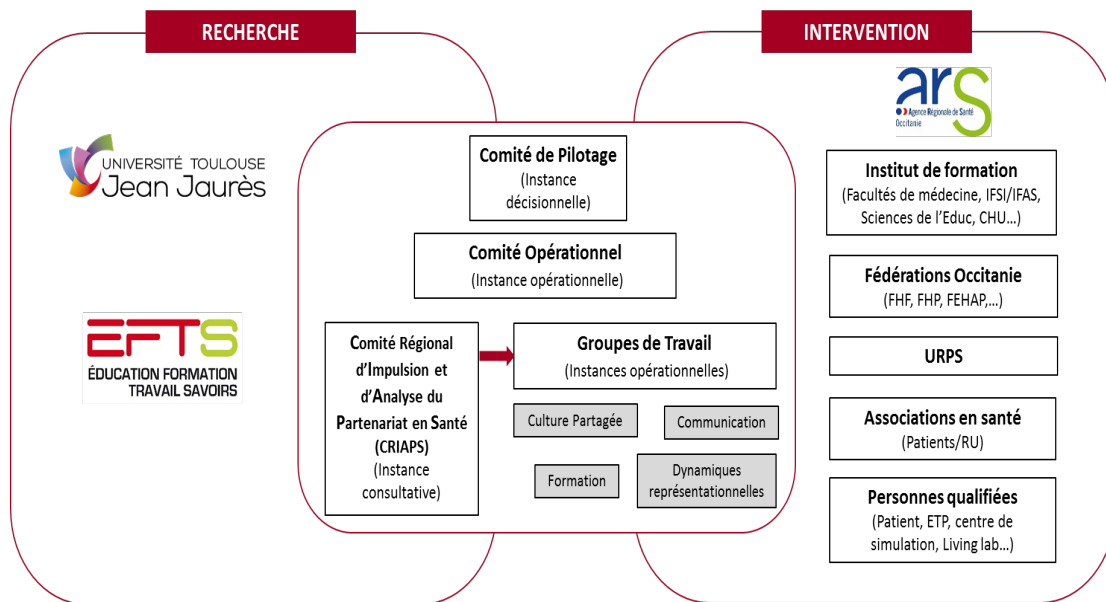 RECHERCHE
UNIVERSITÉ TOULOUSE
Jean Jaurès
EFTS
ÉDUCATION FORMATION
TRAVAIL SAVOIRS
Comité de Pilotage
(Instance
décisionnelle)
Comité Opérationnel
(Instance opérationnelle)
Comité Régional
d'Impulsion et
d'Analyse du
Partenariat en Santé
(CRIAPS)
(Instance
consultative)
Groupes de Travail
(Instances opérationnelles)
Culture Partagée
Communication
Formation
Dynamiques
représentationnelles
INTERVENTION
ars
Agence Régionale de Santé
Occitanie
Institut de formation
(Facultés de médecine, IFSI/IFAS,
Sciences de l'Educ, CHU…)
Fédérations Occitanie
(FHF, FHP, FEHAP,…)
URPS
Associations en santé
(Patients/RU)
Personnes qualifiées
(Patient, ETP, centre de
simulation, Living lab…)